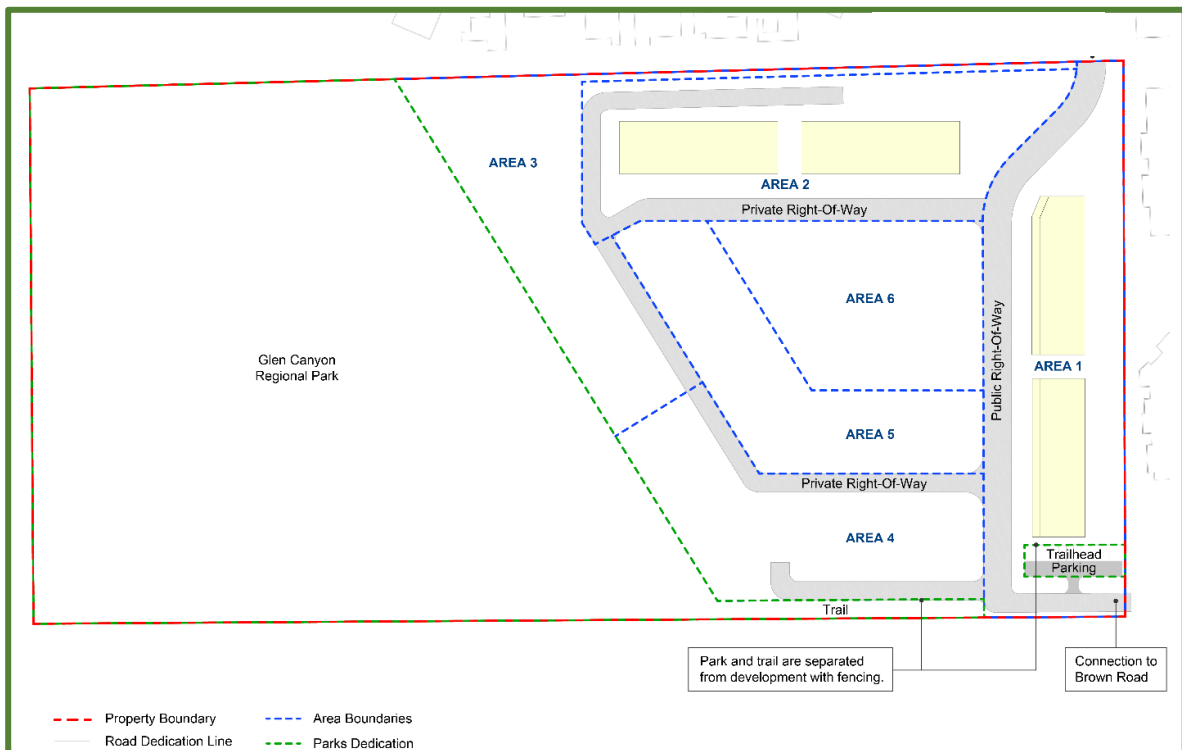 AREA 3
AREA 2
Private Right-Of-Way
AREA 6
Glen Canyon
Regional Park
Public Right-Of-Way
AREA 1
AREA 5
Private Right-Of-Way
AREA 4
Trailhead
Parking
Trail
Park and trail are separated
from development with fencing.
Connection to
Brown Road
Property Boundary
Area Boundaries
Road Dedication Line
Parks Dedication